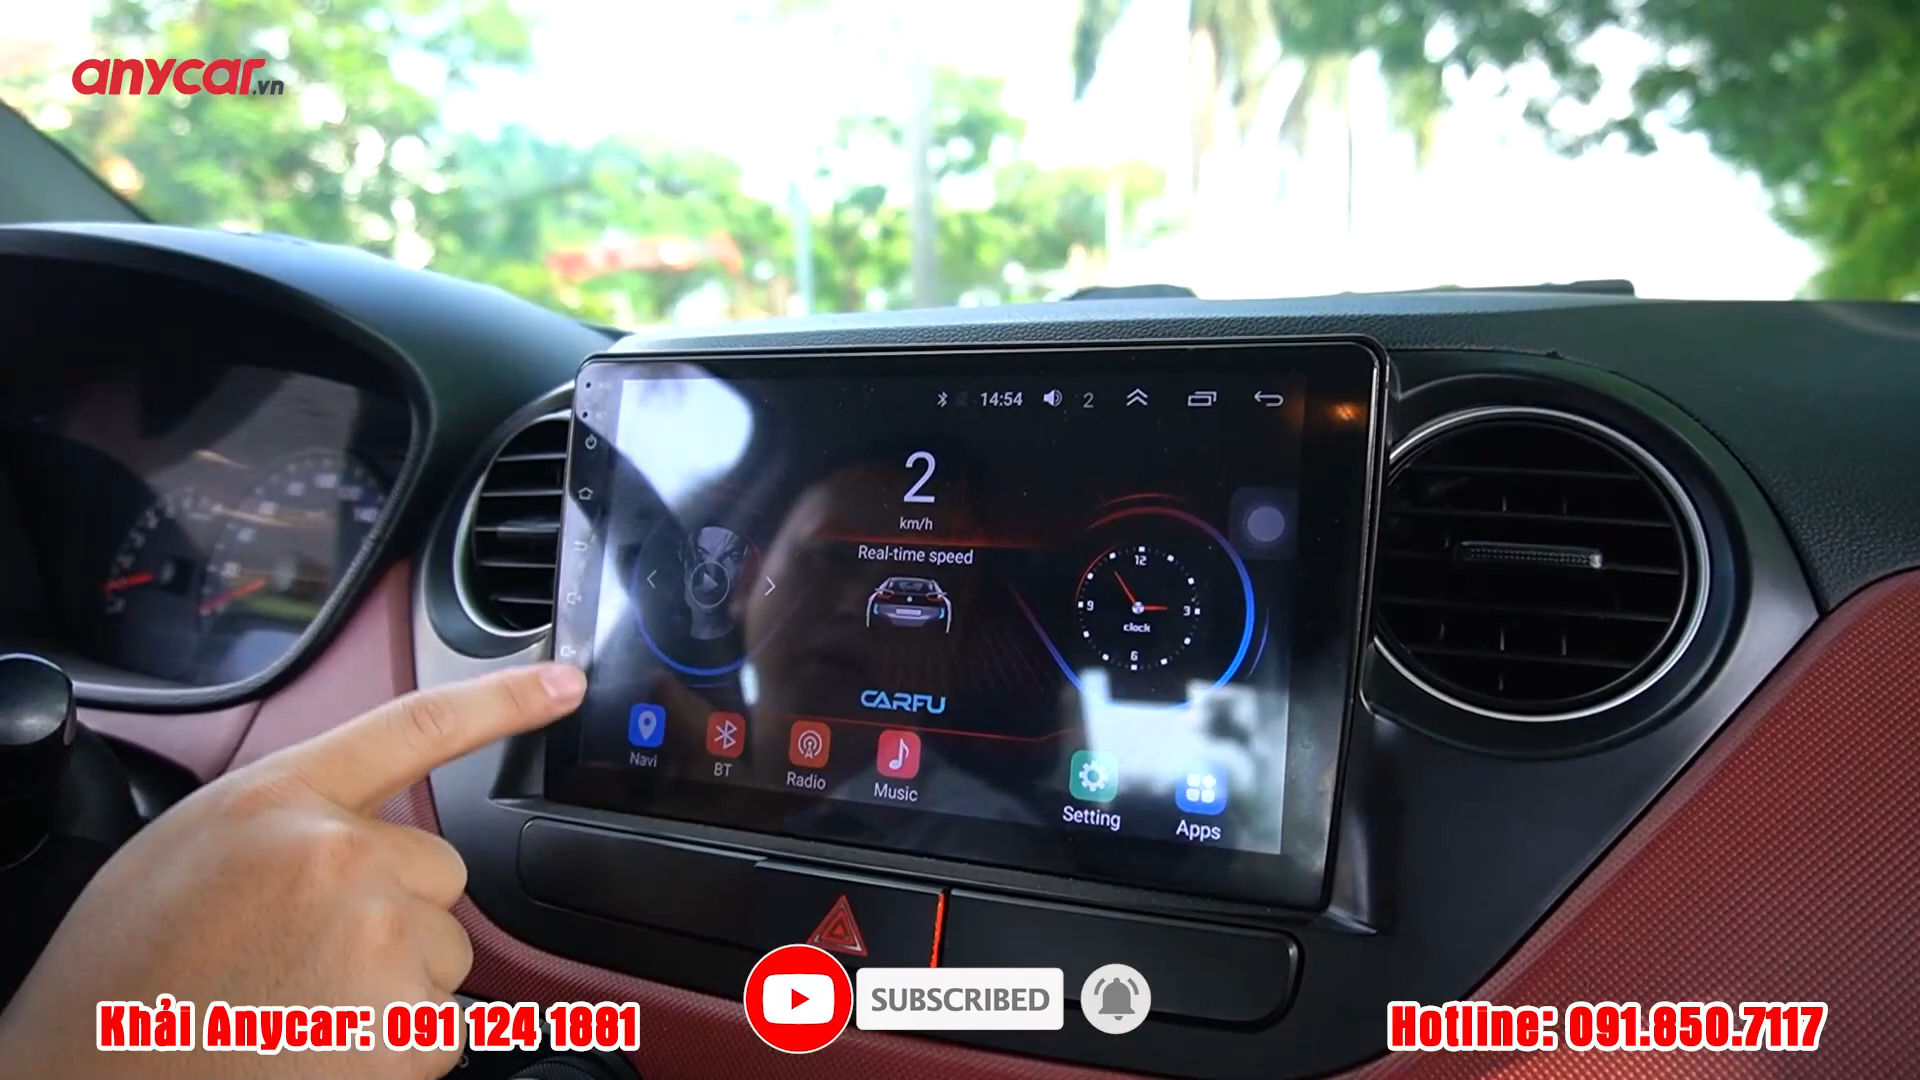 anycar.vn
14:54
2
2
km/h
Real-time speed
12
9
3
clock
6
CARFU
Navi
BT
Radio
Music
Setting
Apps
SUBSCRIBED
Khải Anycar: 091 124 1881
Hotline: 091.850.7117